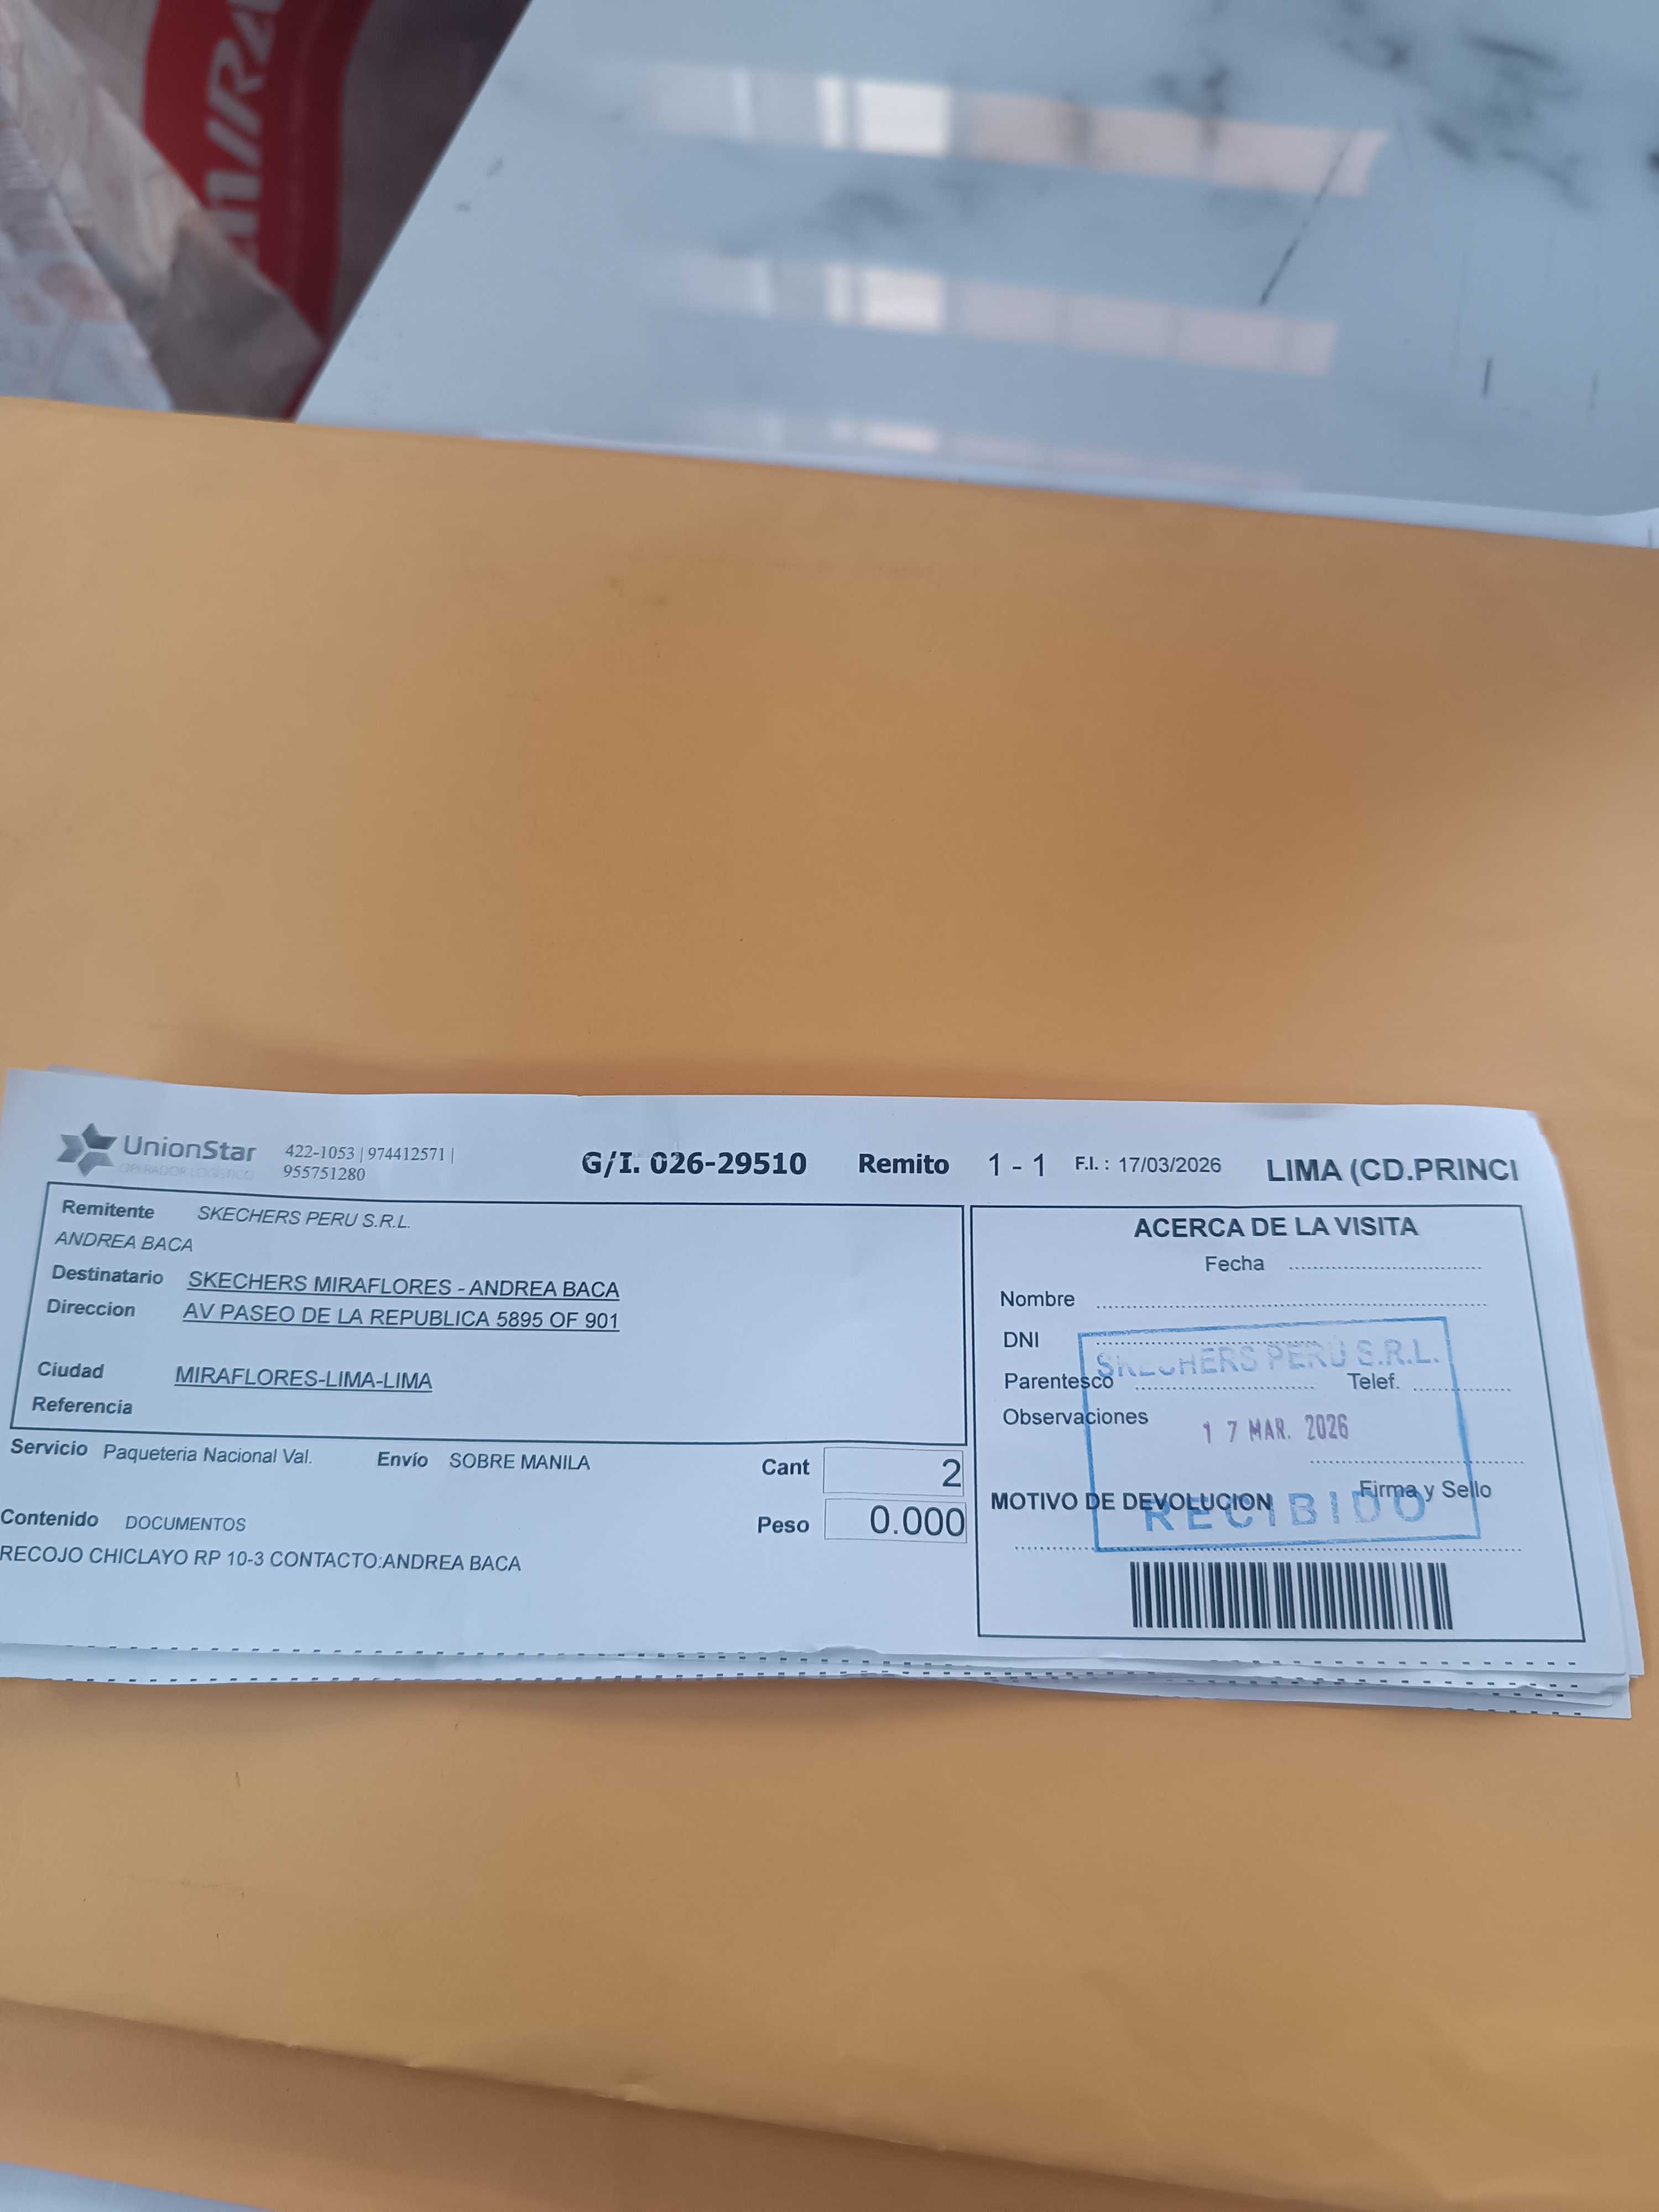 UnionStar
OPERADOR LOGISTICO
422-1053 | 974412571 |
955751280
G/I. 026-29510 Remito 1 - 1 F.I. : 17/03/2026 LIMA (CD.PRINCI
Remitente SKECHERS PERU S.R.L.
ANDREA BACA
Destinatario SKECHERS MIRAFLORES - ANDREA BACA
Direccion AV PASEO DE LA REPUBLICA 5895 OF 901
Ciudad MIRAFLORES-LIMA-LIMA
Referencia
Servicio Paqueteria Nacional Val. Envío SOBRE MANILA Cant 2
Peso 0.000
Contenido DOCUMENTOS
RECOJO CHICLAYO RP 10-3 CONTACTO:ANDREA BACA
ACERCA DE LA VISITA
Fecha
Nombre
DNI
Parentesco Telef.
Observaciones
Firma y Sello
MOTIVO DE DEVOLUCION
SKECHERS PERU S.R.L.
17 MAR. 2026
RECIBIDO